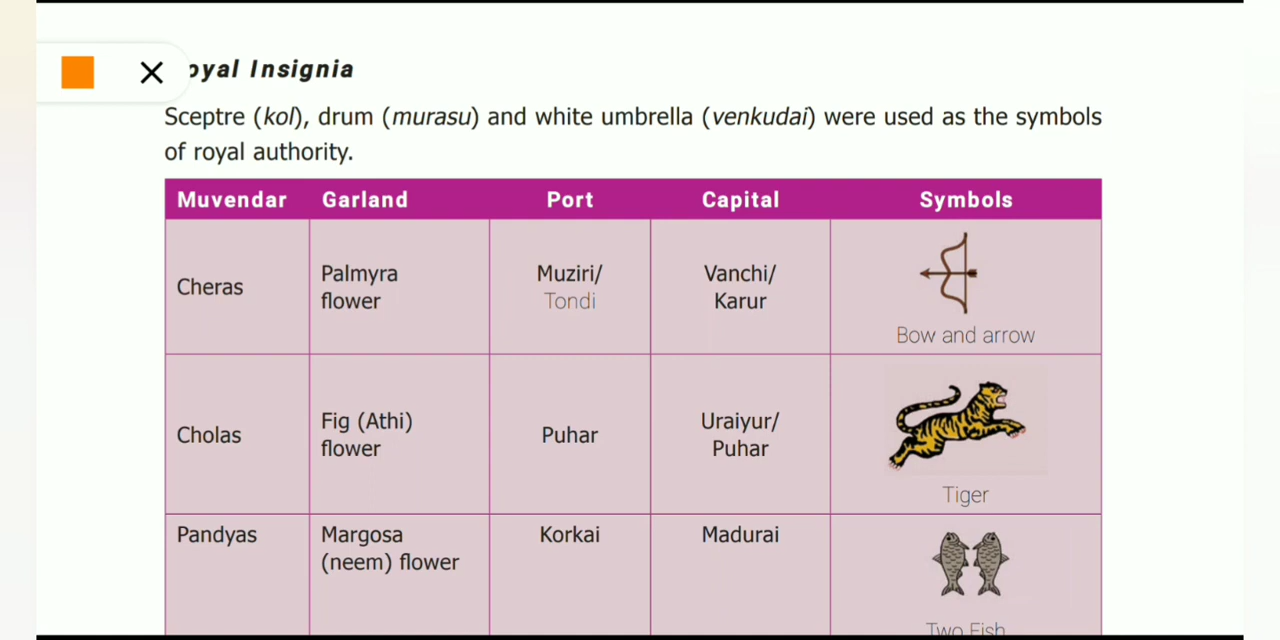 oyal Insignia
Sceptre (kol), drum (murasu) and white umbrella (venkudai) were used as the symbols
of royal authority.
Muvendar Garland Port Capital Symbols
Cheras
Palmyra
flower
Muziri/
Tondi
Vanchi/
Karur
Bow and arrow
Cholas
Fig (Athi)
flower
Puhar
Uraiyur/
Puhar
Tiger
Pandyas
Margosa
(neem) flower
Korkai
Madurai
Two Fish